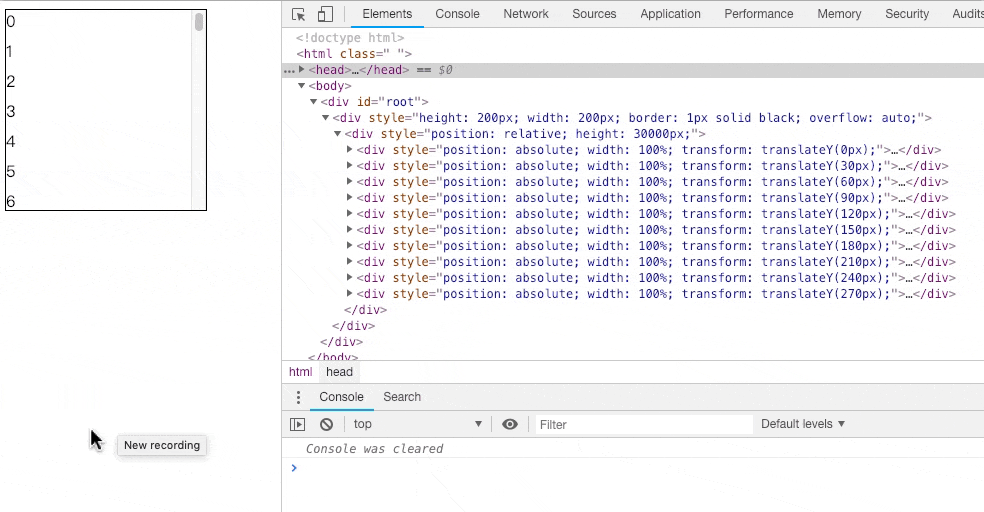 0
1
2
3
4
5
6
New recording
Elements Console Network Sources Application Performance Memory Security Audits
<!doctype html>
<html class=" ">
… ▶ <head>…</head> == $0
▼ <body>
▼ <div id="root">
▼ <div style="height: 200px; width: 200px; border: 1px solid black; overflow: auto;">
▼ <div style="position: relative; height: 30000px;">
▶ <div style="position: absolute; width: 100%; transform: translateY(0px);">…</div>
▶ <div style="position: absolute; width: 100%; transform: translateY(30px);">…</div>
▶ <div style="position: absolute; width: 100%; transform: translateY(60px);">…</div>
▶ <div style="position: absolute; width: 100%; transform: translateY(90px);">…</div>
▶ <div style="position: absolute; width: 100%; transform: translateY(120px);">…</div>
▶ <div style="position: absolute; width: 100%; transform: translateY(150px);">…</div>
▶ <div style="position: absolute; width: 100%; transform: translateY(180px);">…</div>
▶ <div style="position: absolute; width: 100%; transform: translateY(210px);">…</div>
▶ <div style="position: absolute; width: 100%; transform: translateY(240px);">…</div>
▶ <div style="position: absolute; width: 100%; transform: translateY(270px);">…</div>
</div>
</div>
</div>
</body>
html head
Console Search
top ▼ Filter Default levels ▼
Console was cleared
>